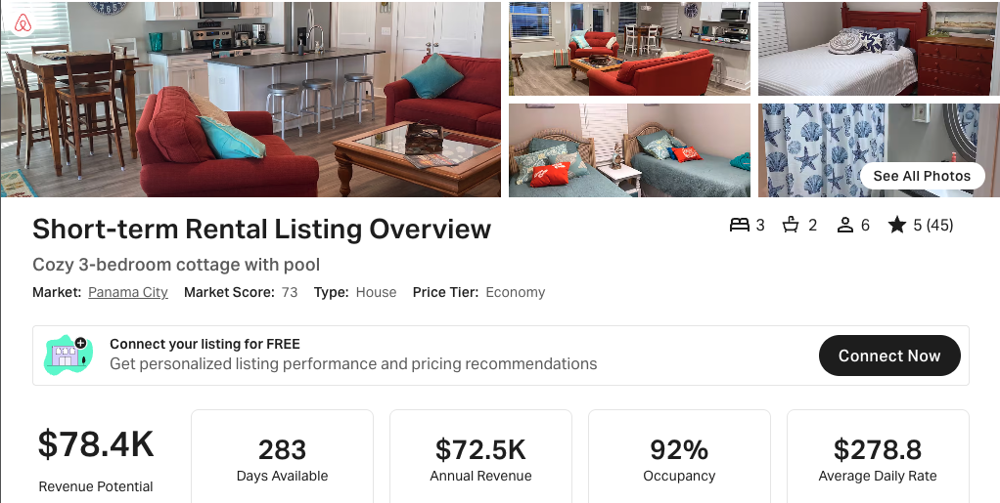 See All Photos
Short-term Rental Listing Overview
3 2 6 5 (45)
Cozy 3-bedroom cottage with pool
Market: Panama City Market Score: 73 Type: House Price Tier: Economy
Connect your listing for FREE
Get personalized listing performance and pricing recommendations
Connect Now
$78.4K
Revenue Potential
283
Days Available
$72.5K
Annual Revenue
92%
Occupancy
$278.8
Average Daily Rate